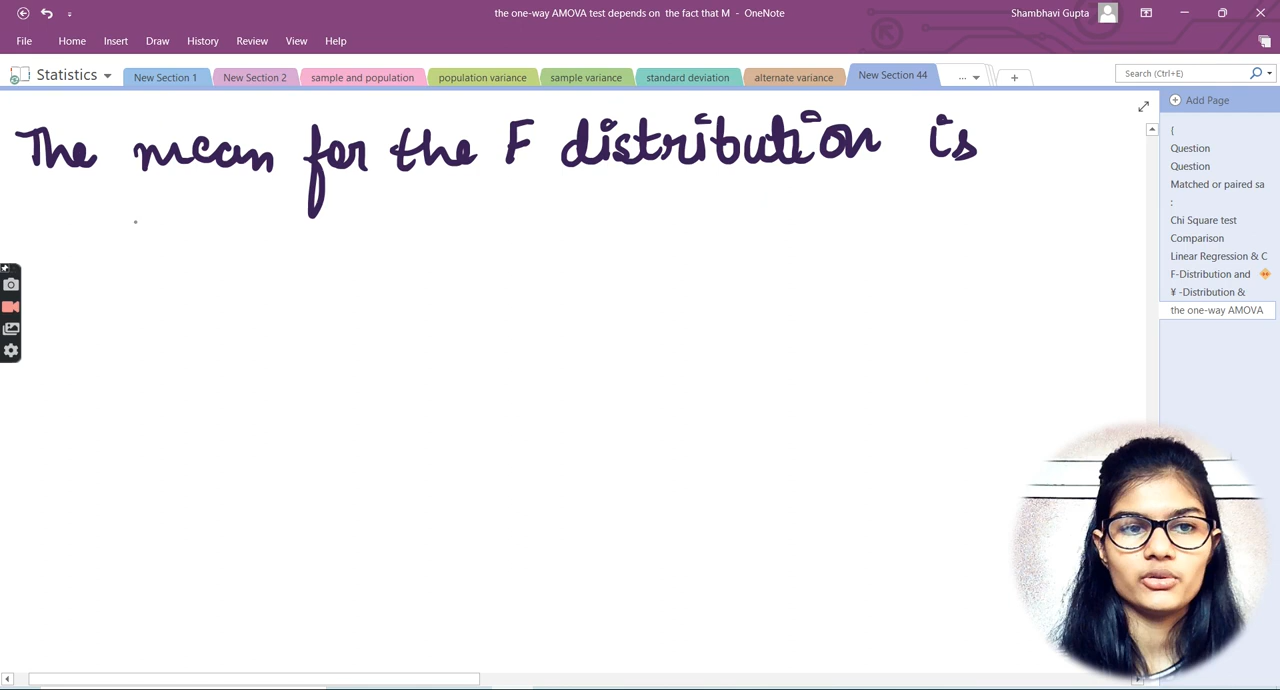 the one-way AMOVA test depends on the fact that M - OneNote
Shambhavi Gupta
File Home Insert Draw History Review View Help
Statistics
New Section 1 New Section 2 sample and population population variance sample variance standard deviation alternate variance New Section 44 ... +
Search (Ctrl+E)
Add Page
The mean for the F distribution is
{
Question
Question
Matched or paired sa
:
Chi Square test
Comparison
Linear Regression & C
F-Distribution and
¥ -Distribution &
the one-way AMOVA